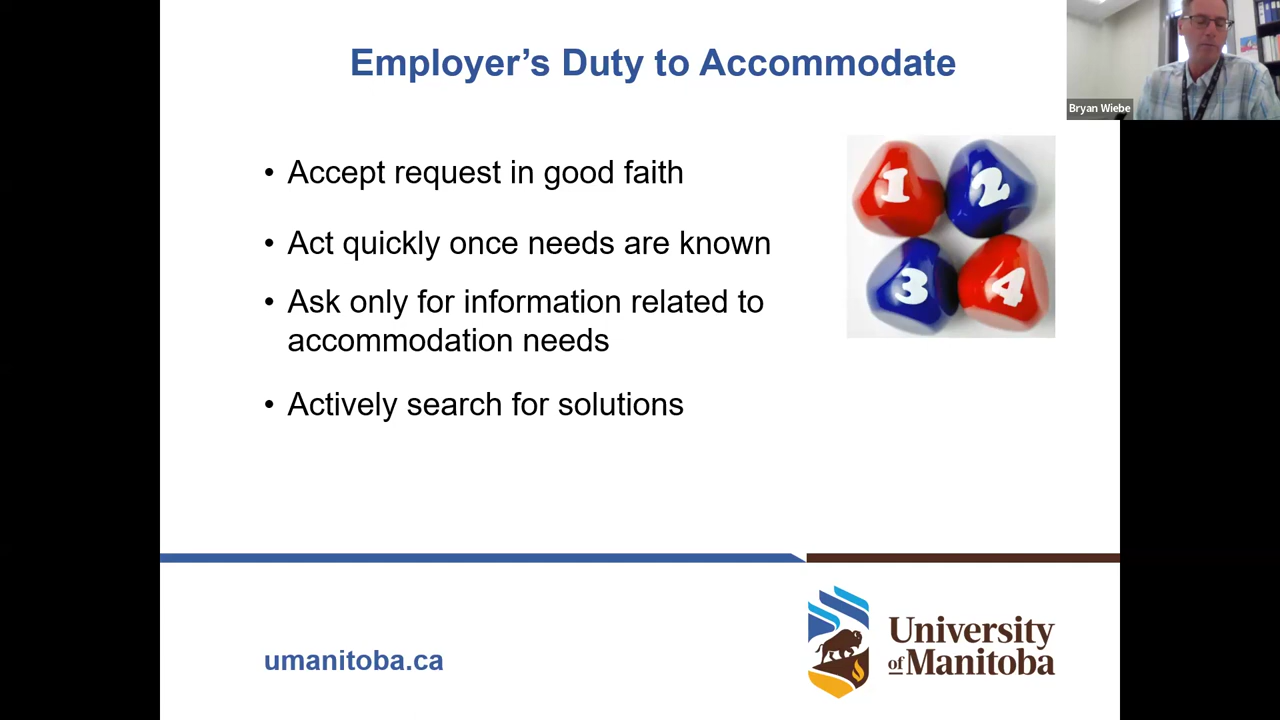 Employer's Duty to Accommodate
Bryan Wiebe
• Accept request in good faith
• Act quickly once needs are known
• Ask only for information related to
accommodation needs
• Actively search for solutions
1
2
3
4
umanitoba.ca
University
of Manitoba